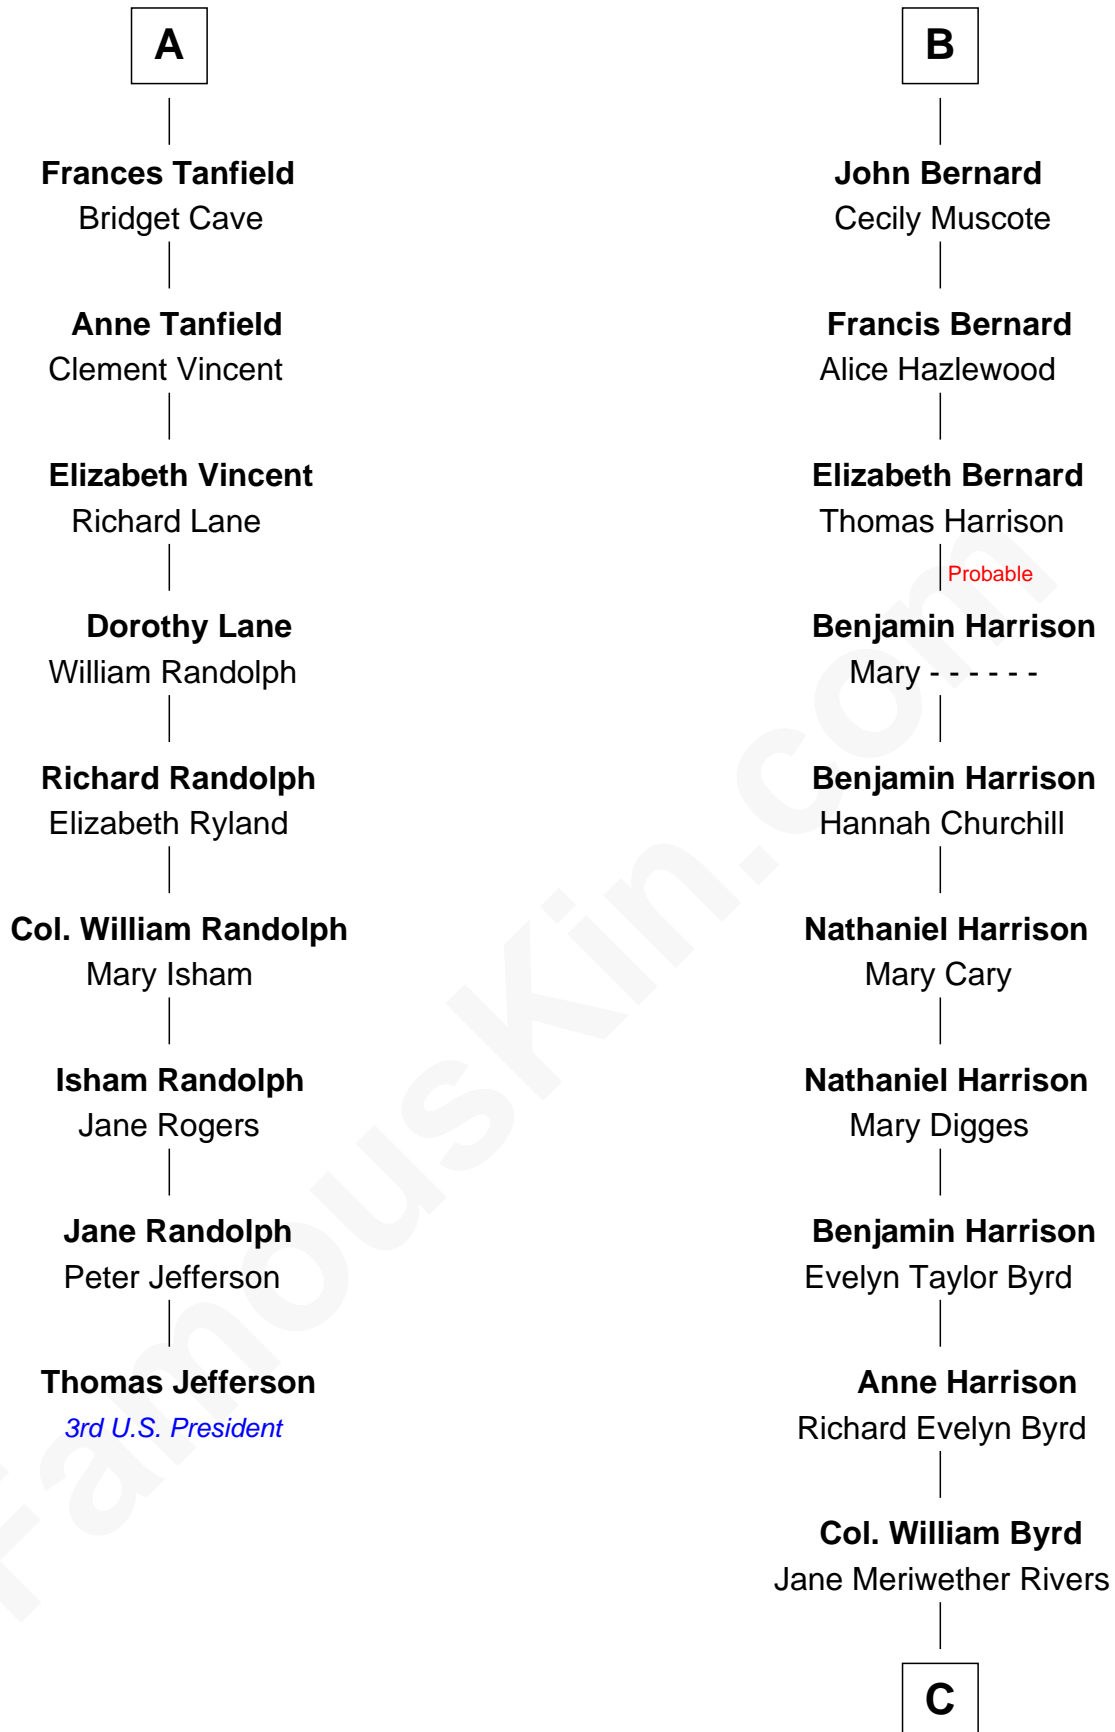 A
Frances Tanfield
Bridget Cave
Anne Tanfield
Clement Vincent
Elizabeth Vincent
Richard Lane
Dorothy Lane
William Randolph
Richard Randolph
Elizabeth Ryland
Col. William Randolph
Mary Isham
Isham Randolph
Jane Rogers
Jane Randolph
Peter Jefferson
Thomas Jefferson
3rd U.S. President
B
John Bernard
Cecily Muscote
Francis Bernard
Alice Hazlewood
Elizabeth Bernard
Thomas Harrison
Probable
Benjamin Harrison
Mary - - - - - -
Benjamin Harrison
Hannah Churchill
Nathaniel Harrison
Mary Cary
Nathaniel Harrison
Mary Digges
Benjamin Harrison
Evelyn Taylor Byrd
Anne Harrison
Richard Evelyn Byrd
Col. William Byrd
Jane Meriwether Rivers
C
FamousKin.com